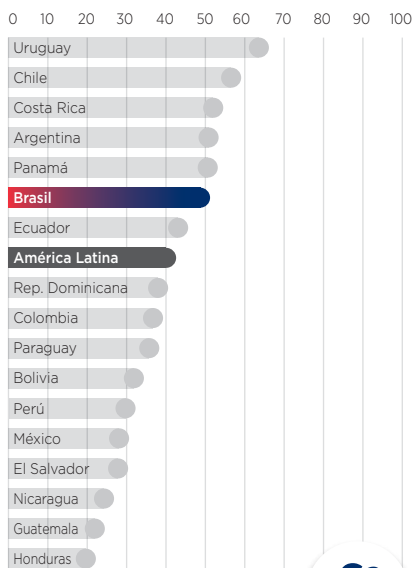 0 10 20 30 40 50 60 70 80 90 100
Uruguay
Chile
Costa Rica
Argentina
Panamá
Brasil
Ecuador
América Latina
Rep. Dominicana
Colombia
Paraguay
Bolivia
Perú
México
El Salvador
Nicaragua
Guatemala
Honduras